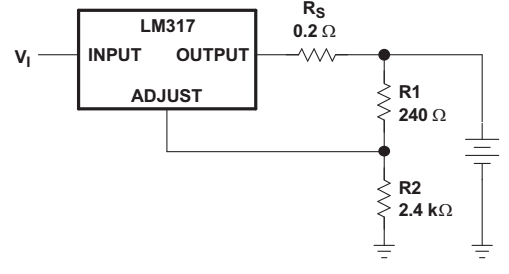 LM317
V_I
INPUT OUTPUT
ADJUST
R_S
0.2 Ω
R1
240 Ω
R2
2.4 kΩ